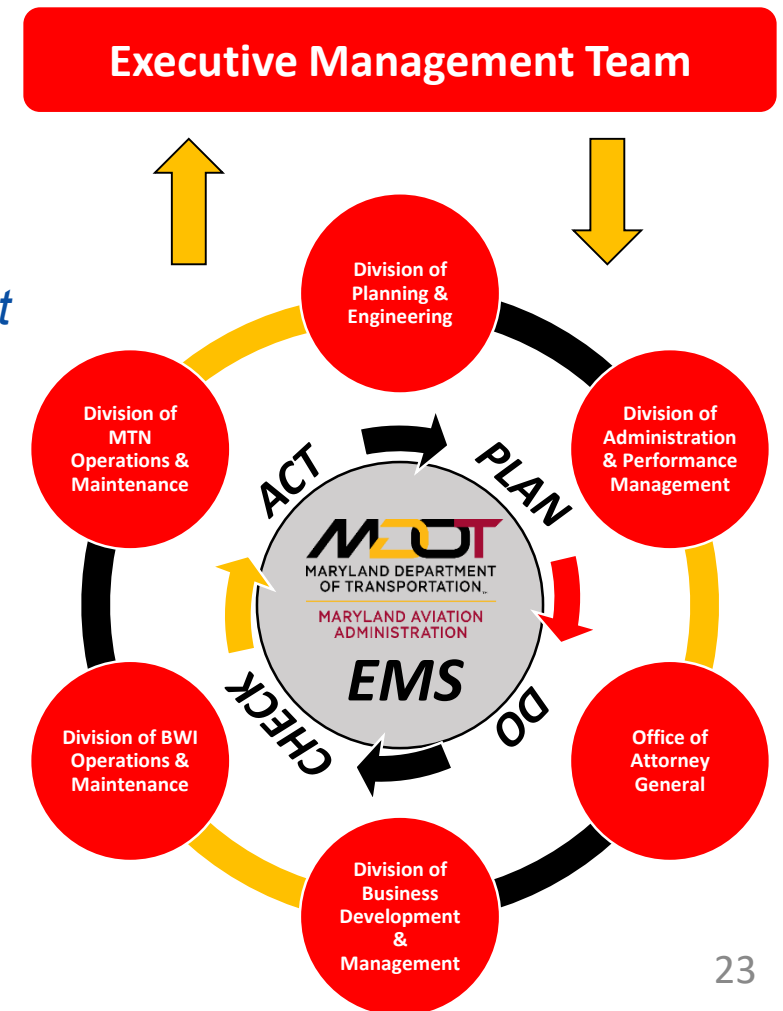 Executive Management Team
t
Division of
Planning &
Engineering
Division of
MTN
Operations &
Maintenance
Division of
Administration
& Performance
Management
ACT
PLAN
MDOT
MARYLAND DEPARTMENT
OF TRANSPORTATION™
MARYLAND AVIATION
ADMINISTRATION
EMS
CHECK
DO
Division of BWI
Operations &
Maintenance
Office of
Attorney
General
Division of
Business
Development
&
Management
23